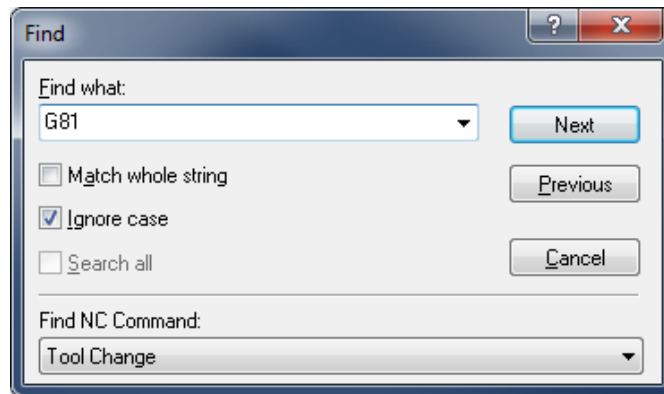 Find
Find what:
G81
Next
Match whole string
Previous
Ignore case
Search all
Cancel
Find NC Command:
Tool Change